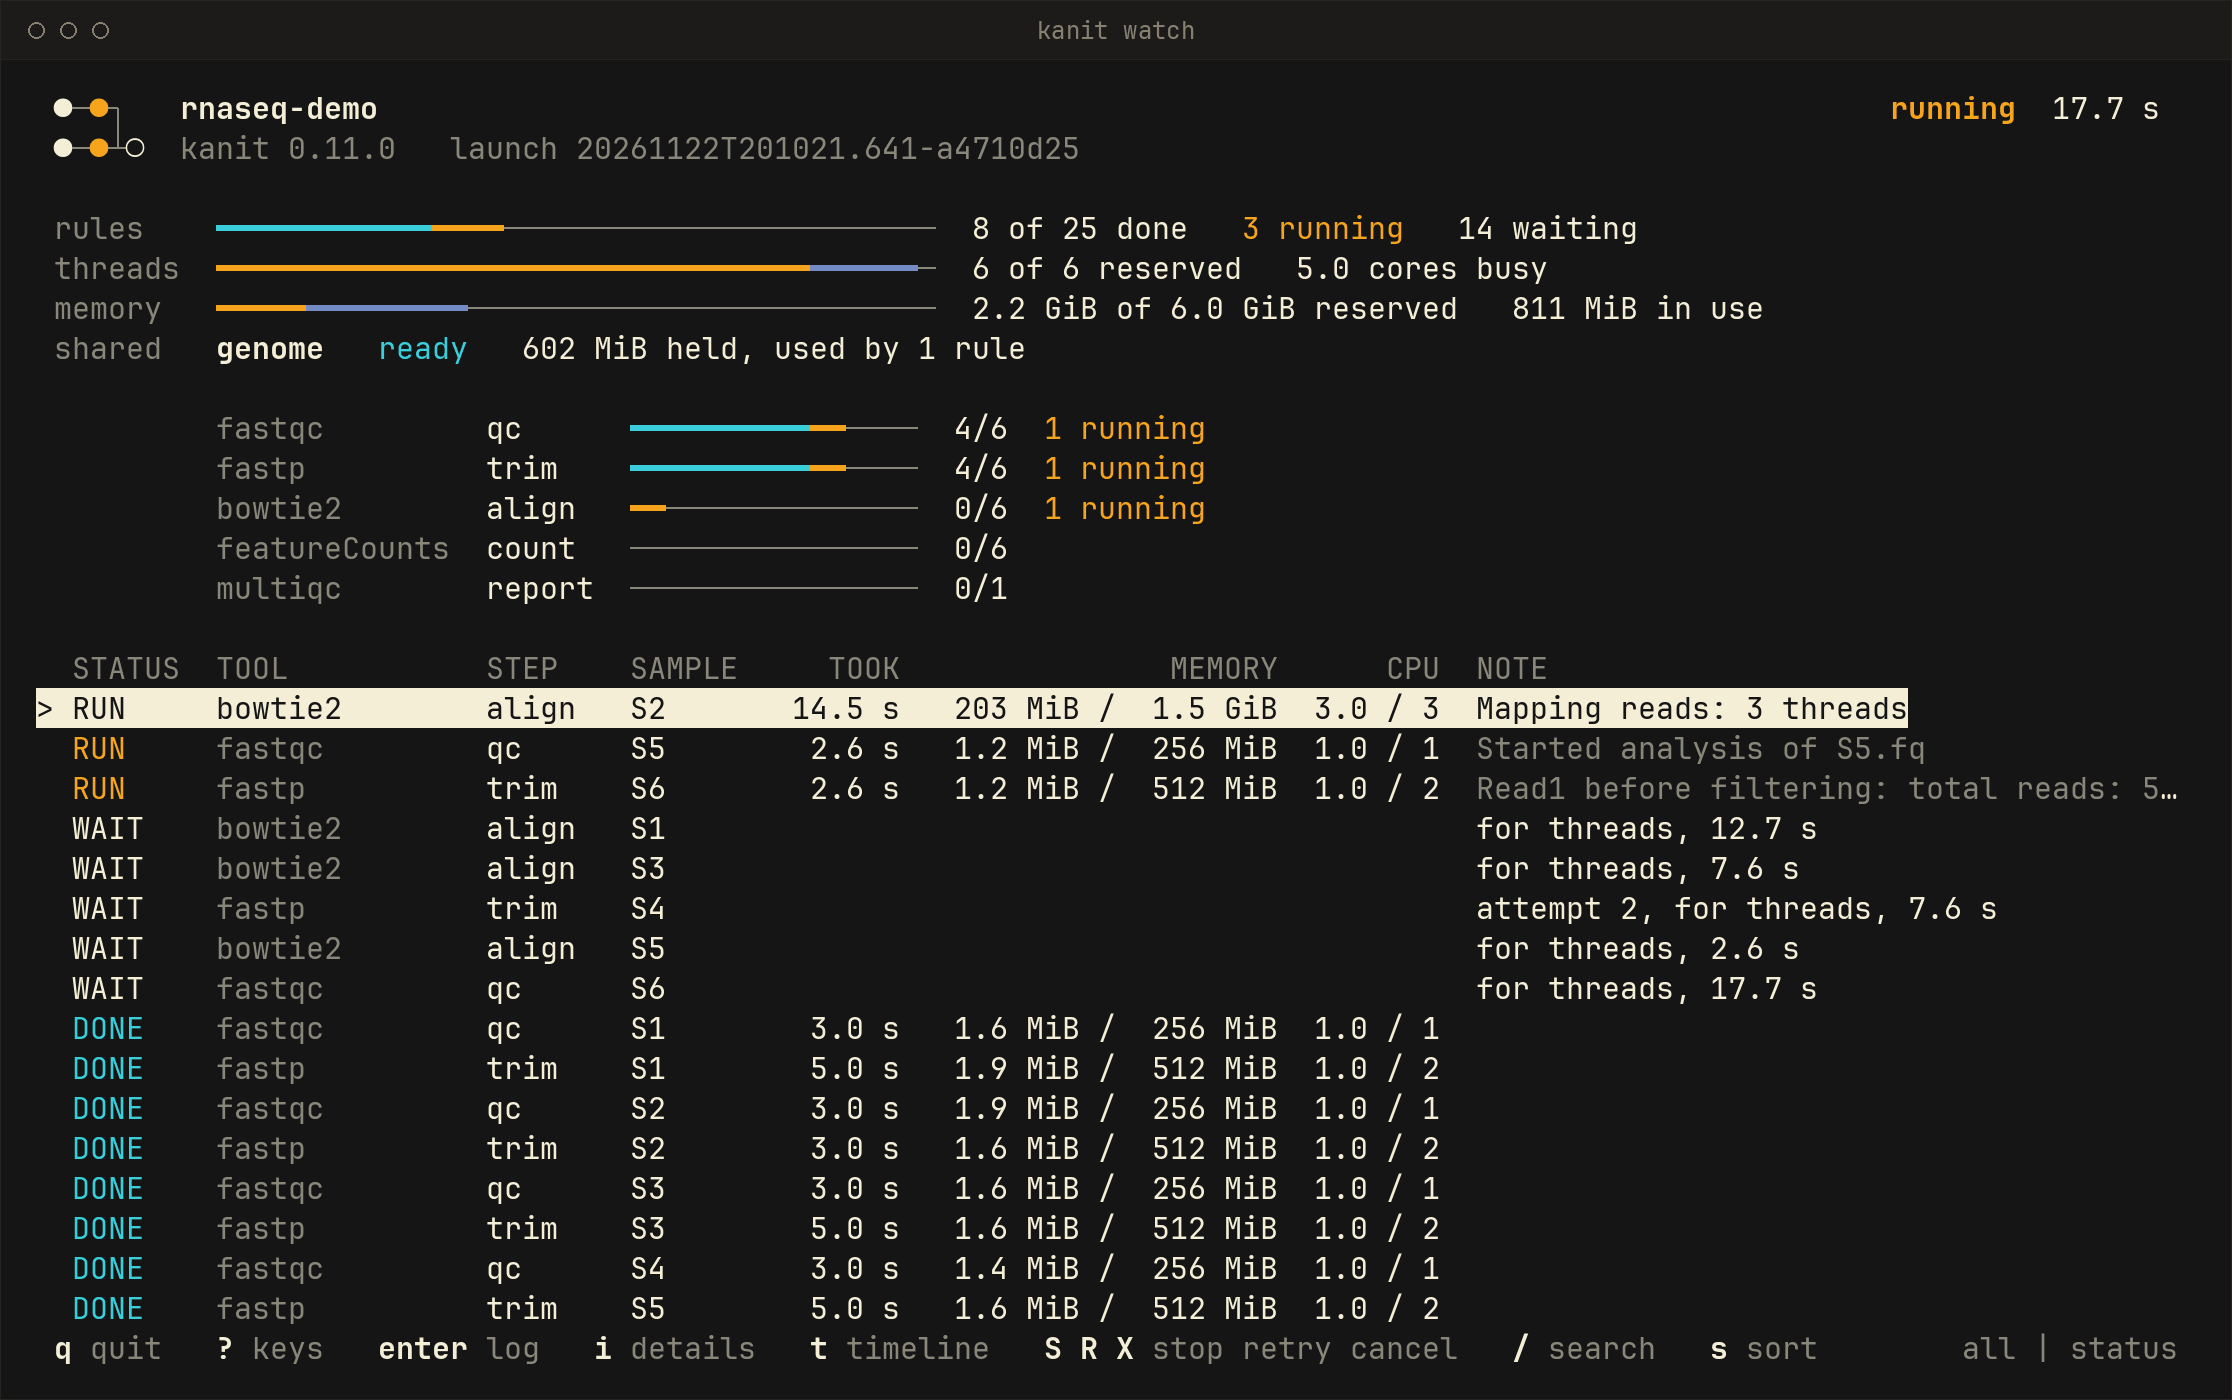 kanit watch
rnaseq-demo running 17.7 s
kanit 0.11.0 launch 20261122T201021.641-a4710d25
rules 8 of 25 done 3 running 14 waiting
threads 6 of 6 reserved 5.0 cores busy
memory 2.2 GiB of 6.0 GiB reserved 811 MiB in use
shared genome ready 602 MiB held, used by 1 rule
fastqc qc 4/6 1 running
fastp trim 4/6 1 running
bowtie2 align 0/6 1 running
featureCounts count 0/6
multiqc report 0/1
STATUS TOOL STEP SAMPLE TOOK MEMORY CPU NOTE
> RUN bowtie2 align S2 14.5 s 203 MiB / 1.5 GiB 3.0 / 3 Mapping reads: 3 threads
RUN fastqc qc S5 2.6 s 1.2 MiB / 256 MiB 1.0 / 1 Started analysis of S5.fq
RUN fastp trim S6 2.6 s 1.2 MiB / 512 MiB 1.0 / 2 Read1 before filtering: total reads: 5…
WAIT bowtie2 align S1 for threads, 12.7 s
WAIT bowtie2 align S3 for threads, 7.6 s
WAIT fastp trim S4 attempt 2, for threads, 7.6 s
WAIT bowtie2 align S5 for threads, 2.6 s
WAIT fastqc qc S6 for threads, 17.7 s
DONE fastqc qc S1 3.0 s 1.6 MiB / 256 MiB 1.0 / 1
DONE fastp trim S1 5.0 s 1.9 MiB / 512 MiB 1.0 / 2
DONE fastqc qc S2 3.0 s 1.9 MiB / 256 MiB 1.0 / 1
DONE fastp trim S2 3.0 s 1.6 MiB / 512 MiB 1.0 / 2
DONE fastqc qc S3 3.0 s 1.6 MiB / 256 MiB 1.0 / 1
DONE fastp trim S3 5.0 s 1.6 MiB / 512 MiB 1.0 / 2
DONE fastqc qc S4 3.0 s 1.4 MiB / 256 MiB 1.0 / 1
DONE fastp trim S5 5.0 s 1.6 MiB / 512 MiB 1.0 / 2
q quit ? keys enter log i details t timeline S R X stop retry cancel / search s sort all | status